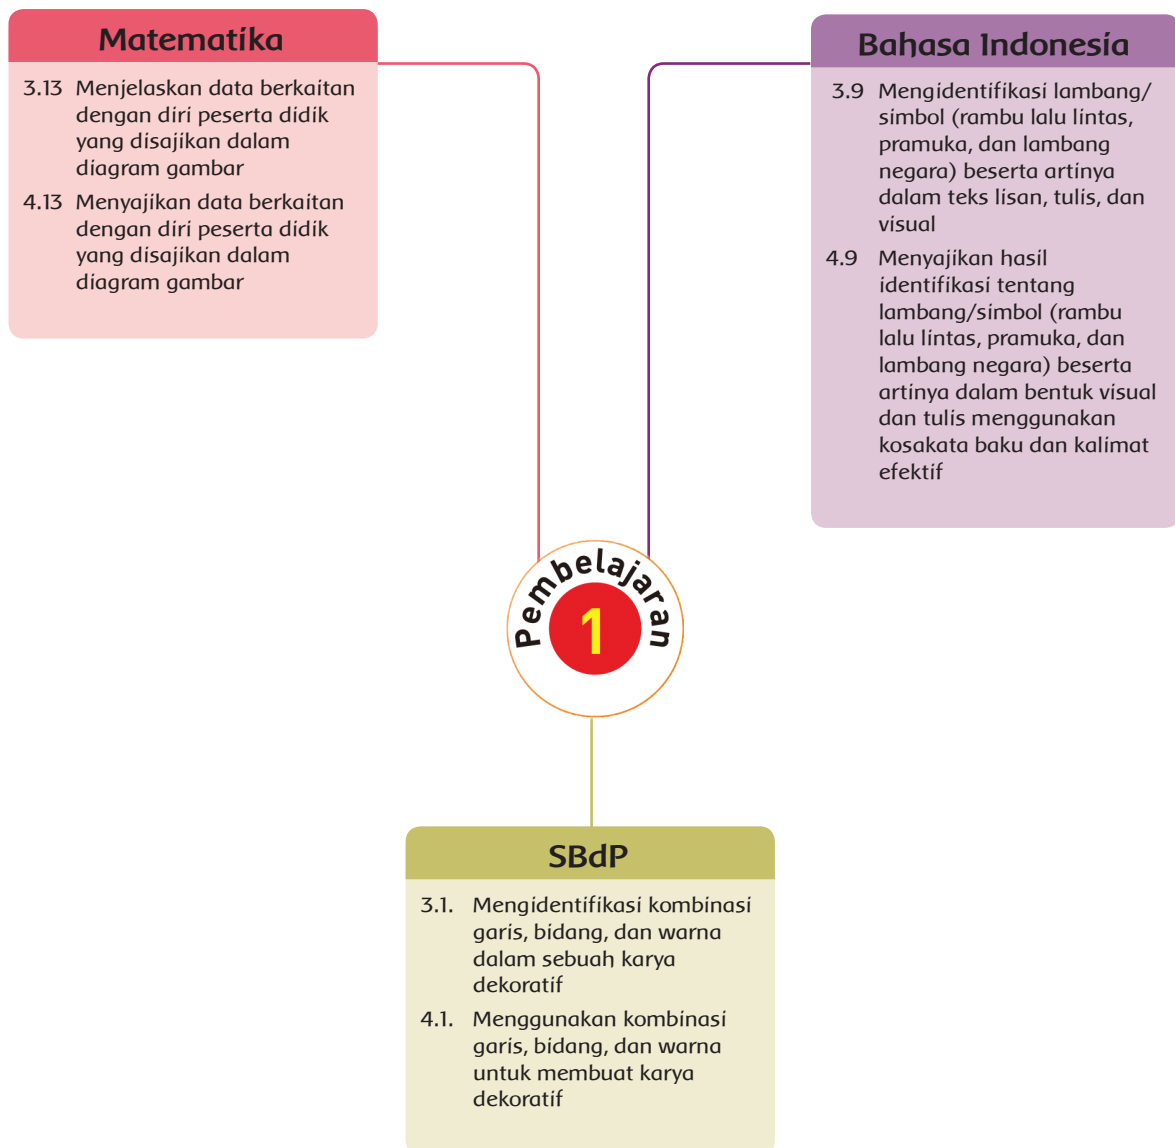 Matematika
3.13 Menjelaskan data berkaitan
dengan diri peserta didik
yang disajikan dalam
diagram gambar
4.13 Menyajikan data berkaitan
dengan diri peserta didik
yang disajikan dalam
diagram gambar
Bahasa Indonesia
3.9 Mengidentifikasi lambang/
simbol (rambu lalu lintas,
pramuka, dan lambang
negara) beserta artinya
dalam teks lisan, tulis, dan
visual
4.9 Menyajikan hasil
identifikasi tentang
lambang/simbol (rambu
lalu lintas, pramuka, dan
lambang negara) beserta
artinya dalam bentuk visual
dan tulis menggunakan
kosakata baku dan kalimat
efektif
Pembelajaran
1
SBdP
3.1. Mengidentifikasi kombinasi
garis, bidang, dan warna
dalam sebuah karya
dekoratif
4.1. Menggunakan kombinasi
garis, bidang, dan warna
untuk membuat karya
dekoratif